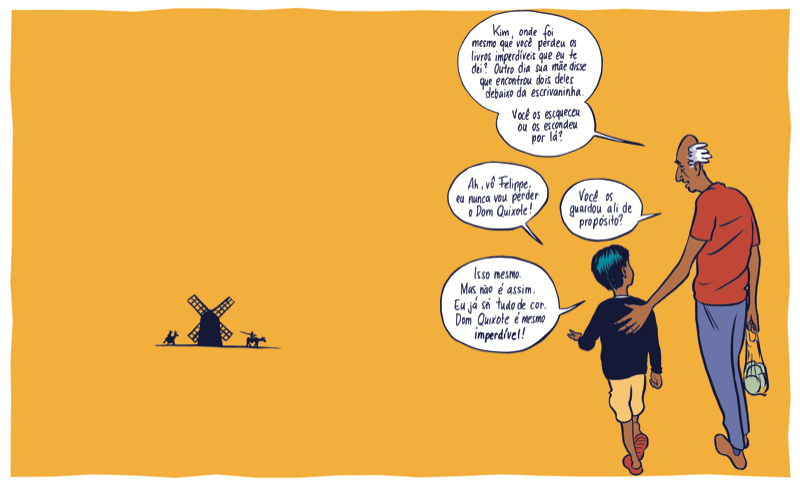 Kim, onde foi
mesmo que você perdeu os
livros imperdíveis que eu te
dei? Outro dia sua mãe disse
que encontrou dois deles
debaixo da escrivaninha.
Você os esqueceu
ou os escondeu
por lá?
Ah, vô Felippe,
eu nunca vou perder
o Dom Quixote!
Você os
guardou ali de
propósito?
Isso mesmo.
Mas não é assim.
Eu já sei tudo de cor.
Dom Quixote é mesmo
imperdível!